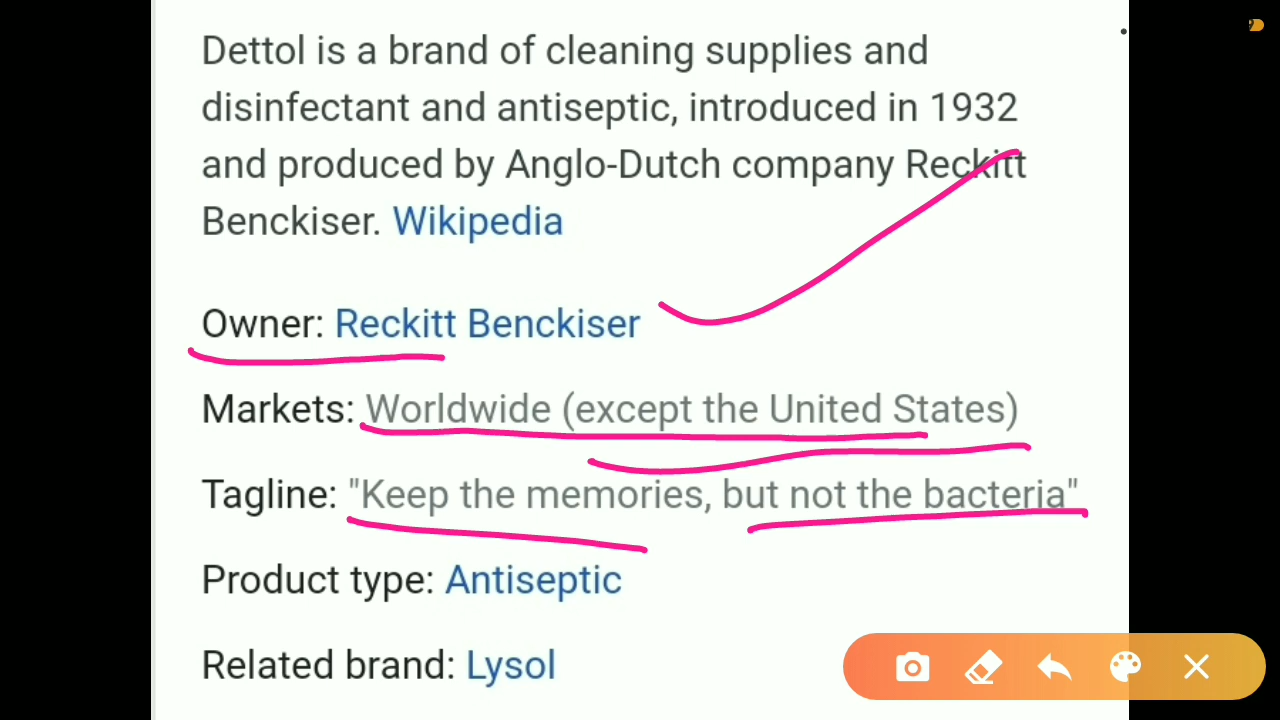 Dettol is a brand of cleaning supplies and
disinfectant and antiseptic, introduced in 1932
and produced by Anglo-Dutch company Reckitt
Benckiser. Wikipedia
Owner: Reckitt Benckiser
Markets: Worldwide (except the United States)
Tagline: "Keep the memories, but not the bacteria"
Product type: Antiseptic
Related brand: Lysol